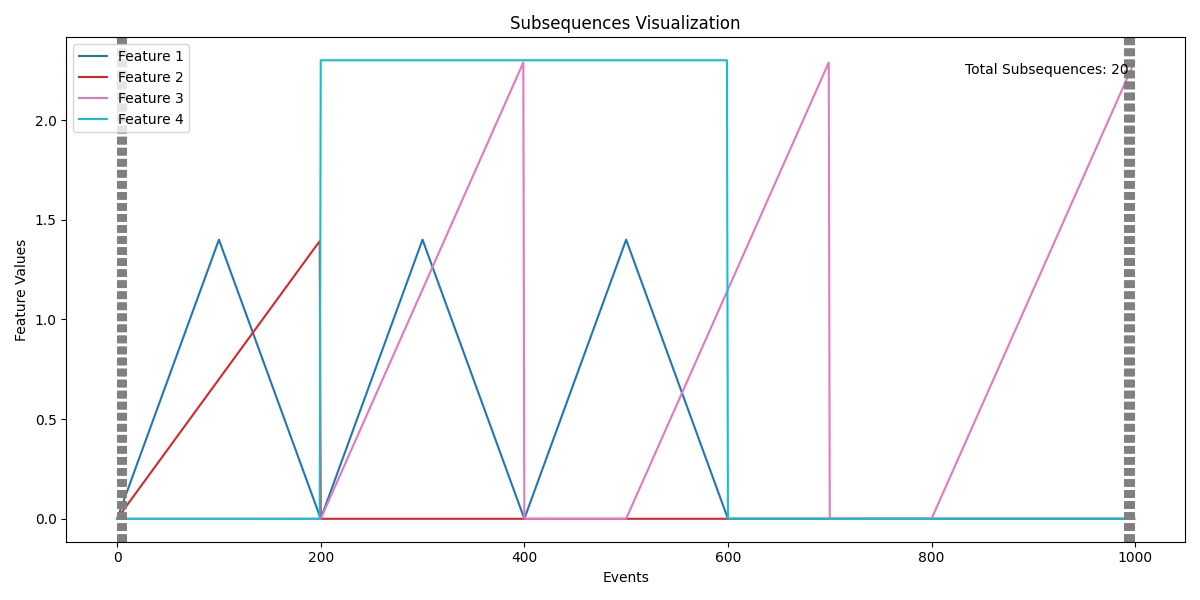 Subsequences Visualization
Feature 1
Feature 2
Feature 3
Feature 4
Total Subsequences: 20
Feature Values
2.0
1.5
1.0
0.5
0.0
0 200 400 600 800 1000
Events